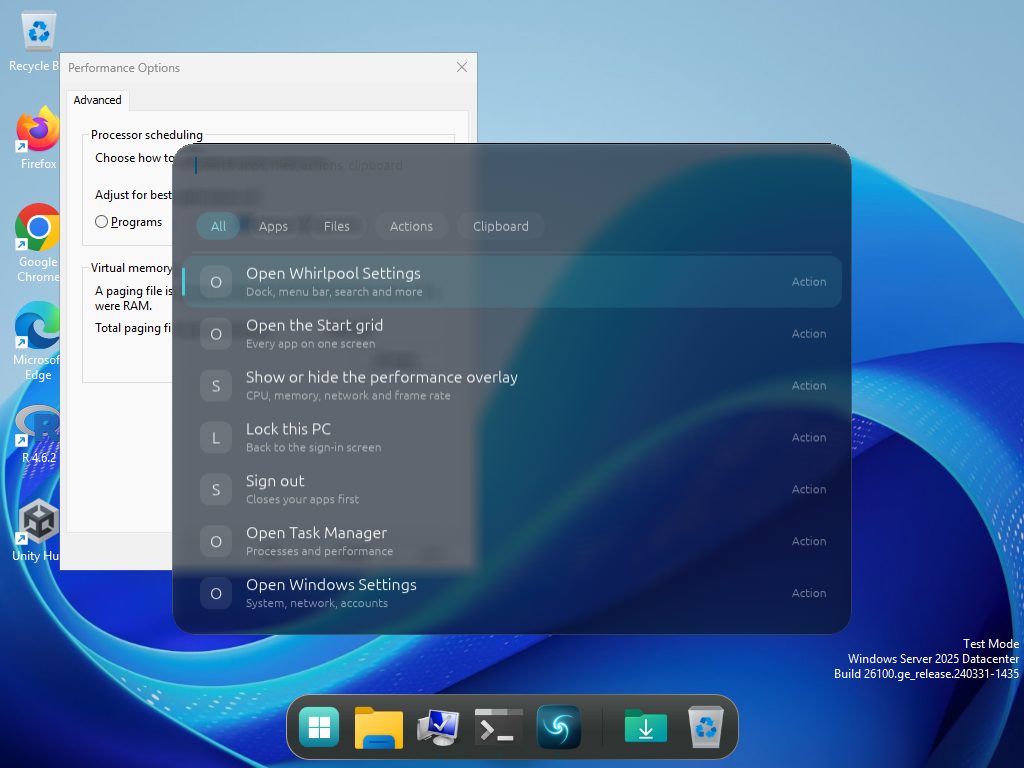 Recycle B
Firefox
Google
Chrome
Microsof
Edge
R 4.6.2
Unity Hu
Performance Options
Advanced
Processor scheduling
Choose how to
Adjust for best
Programs
Virtual memory
A paging file is
were RAM.
Total paging fi
apps, files, actions, clipboard
All
Apps
Files
Actions
Clipboard
Open Whirlpool Settings
Dock, menu bar, search and more
Action
Open the Start grid
Every app on one screen
Action
Show or hide the performance overlay
CPU, memory, network and frame rate
Action
Lock this PC
Back to the sign-in screen
Action
Sign out
Closes your apps first
Action
Open Task Manager
Processes and performance
Action
Open Windows Settings
System, network, accounts
Action
O
O
S
L
S
O
O
Test Mode
Windows Server 2025 Datacenter
Build 26100.ge_release.240331-1435